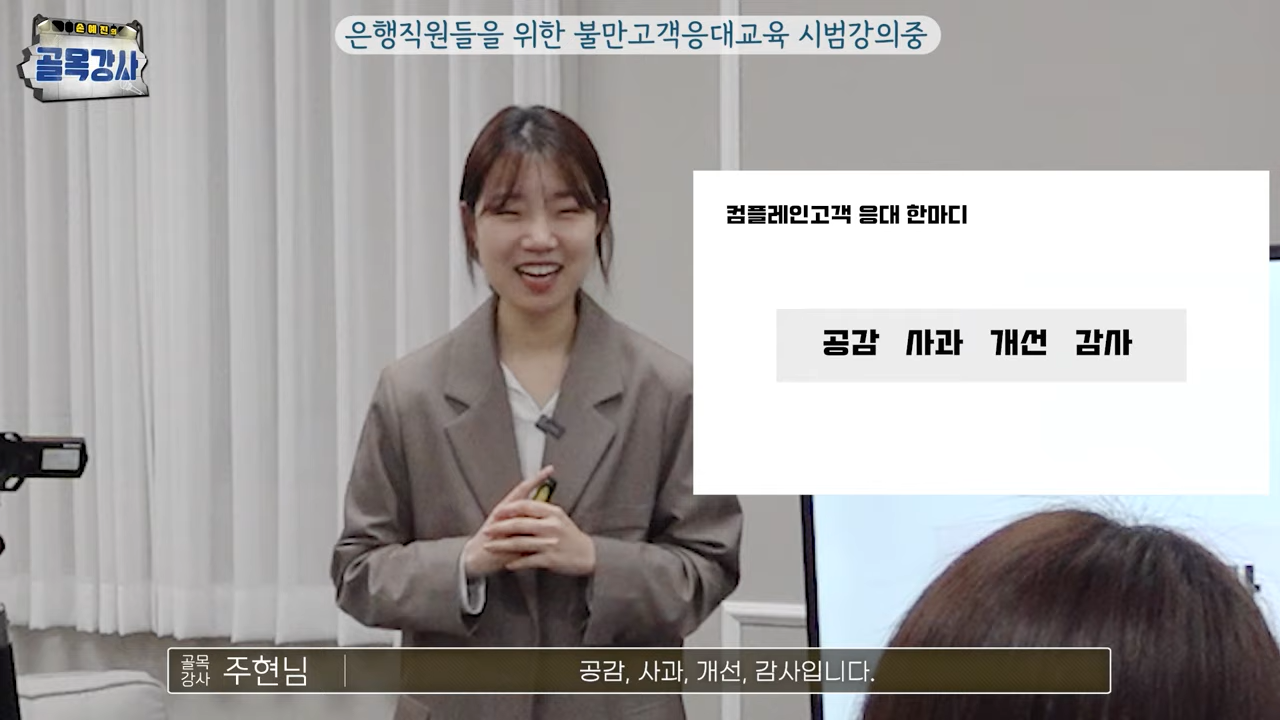 손예진의
골목강사
은행직원들을 위한 불만고객응대교육 시범강의중
컴플레인고객 응대 한마디
공감 사과 개선 감사
골목
강사
주현님
공감, 사과, 개선, 감사입니다.